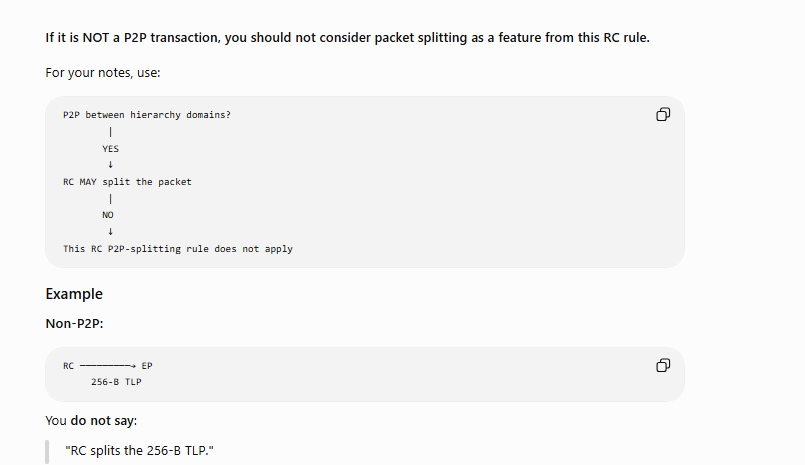 If it is NOT a P2P transaction, you should not consider packet splitting as a feature from this RC rule.
For your notes, use:
P2P between hierarchy domains?
|
YES
↓
RC MAY split the packet
|
NO
↓
This RC P2P-splitting rule does not apply
Example
Non-P2P:
RC ─────────→ EP
256-B TLP
You do not say:
"RC splits the 256-B TLP."